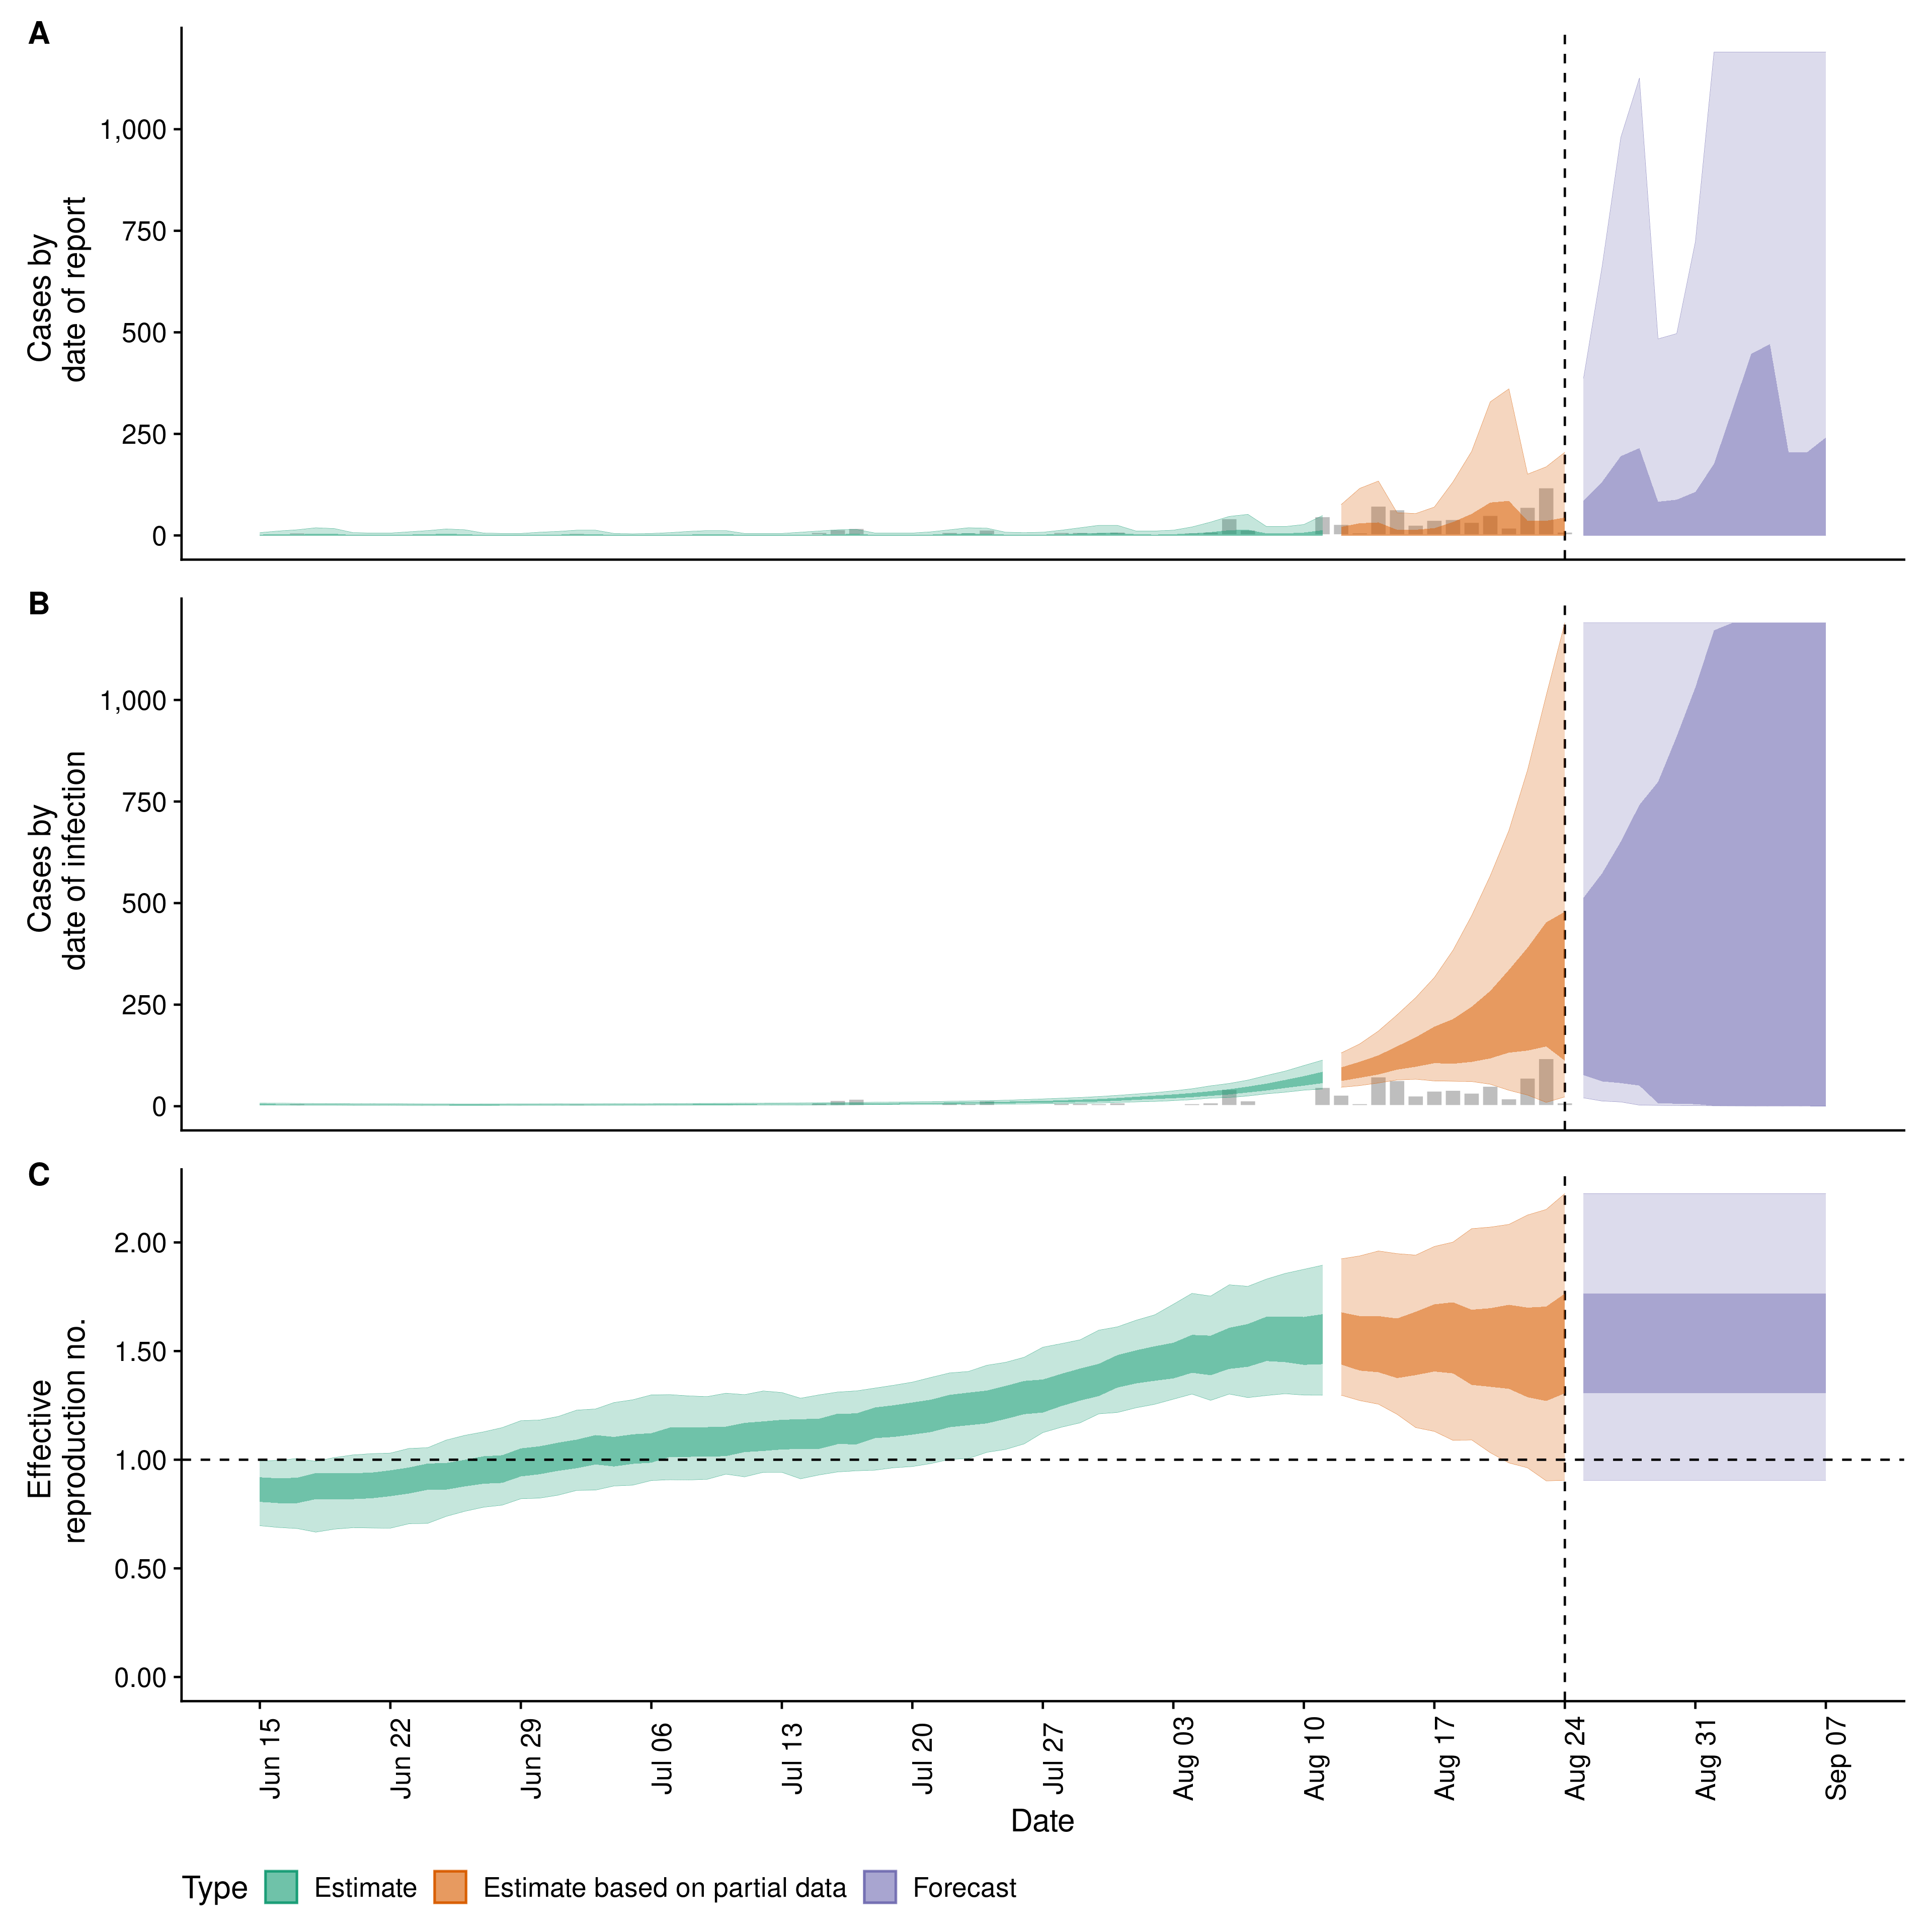 A
Cases by
date of report
1,000
750
500
250
0
B
Cases by
date of infection
1,000
750
500
250
0
C
Effective
reproduction no.
2.00
1.50
1.00
0.50
0.00
Jun 15
Jun 22
Jun 29
Jul 06
Jul 13
Jul 20
Jul 27
Aug 03
Aug 10
Aug 17
Aug 24
Aug 31
Sep 07
Date
Type Estimate Estimate based on partial data Forecast